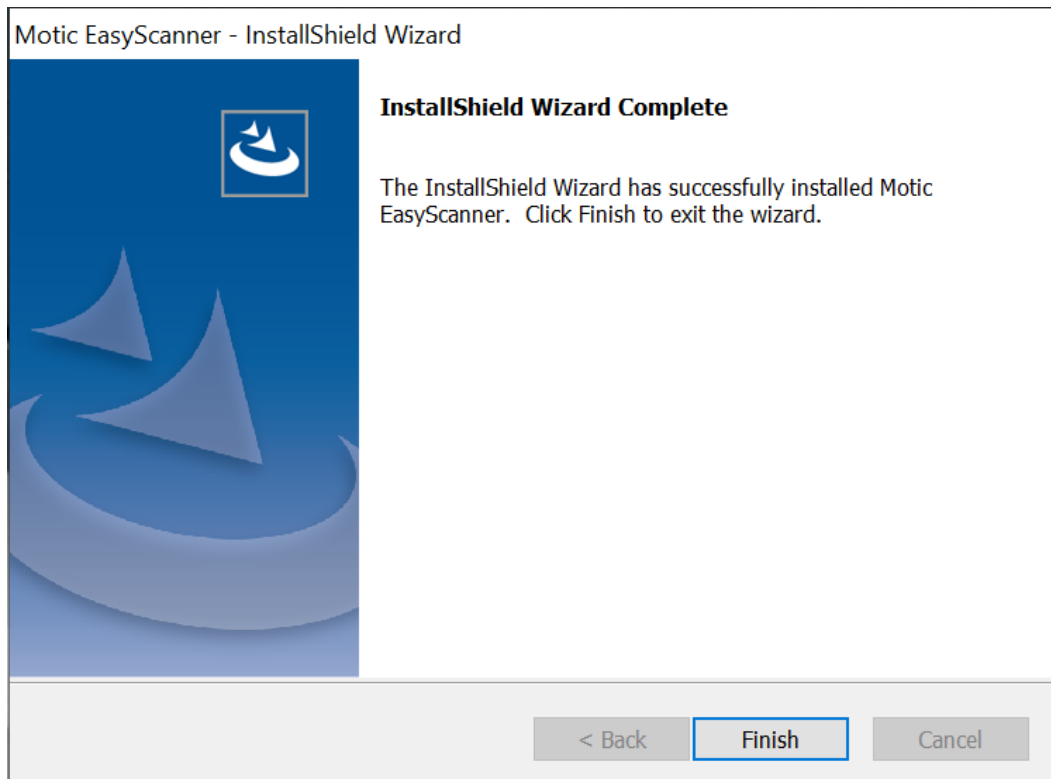 Motic EasyScanner - InstallShield Wizard
InstallShield Wizard Complete
The InstallShield Wizard has successfully installed Motic
EasyScanner.  Click Finish to exit the wizard.
< Back
Finish
Cancel